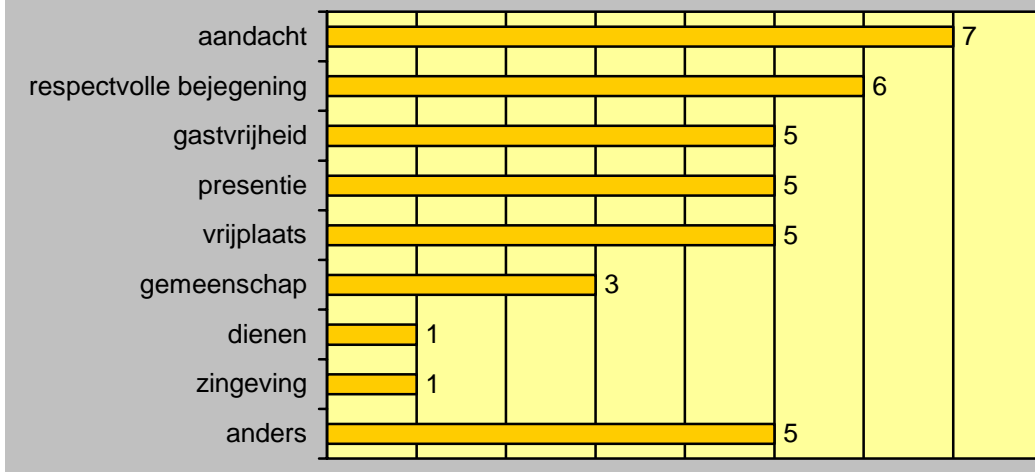 aandacht 7
respectvolle bejegening 6
gastvrijheid 5
presentie 5
vrijplaats 5
gemeenschap 3
dienen 1
zingeving 1
anders 5